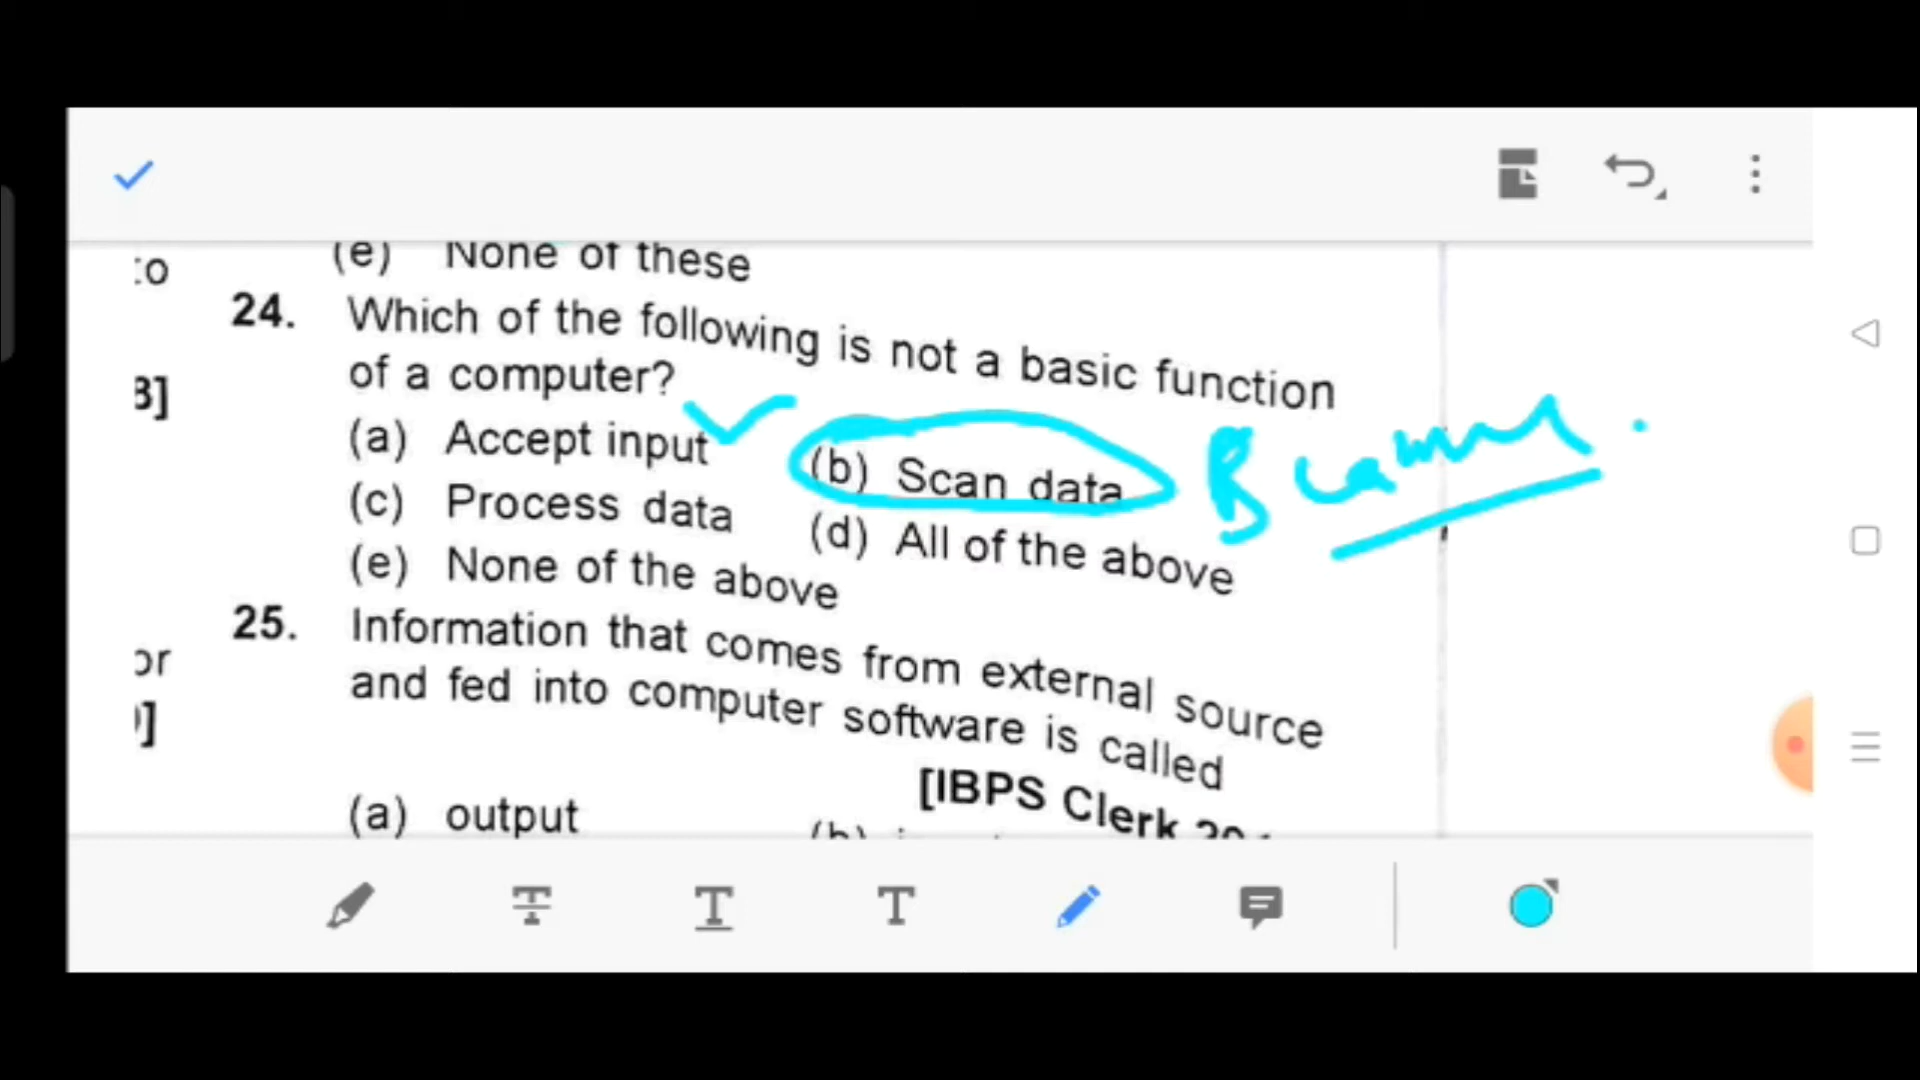 (e) None of these
to
24. Which of the following is not a basic function
of a computer?
3]
(a) Accept input (b) Scan data
(c) Process data (d) All of the above
(e) None of the above
25. Information that comes from external source
or
and fed into computer software is called
]
[IBPS Clerk
(a) output (b)